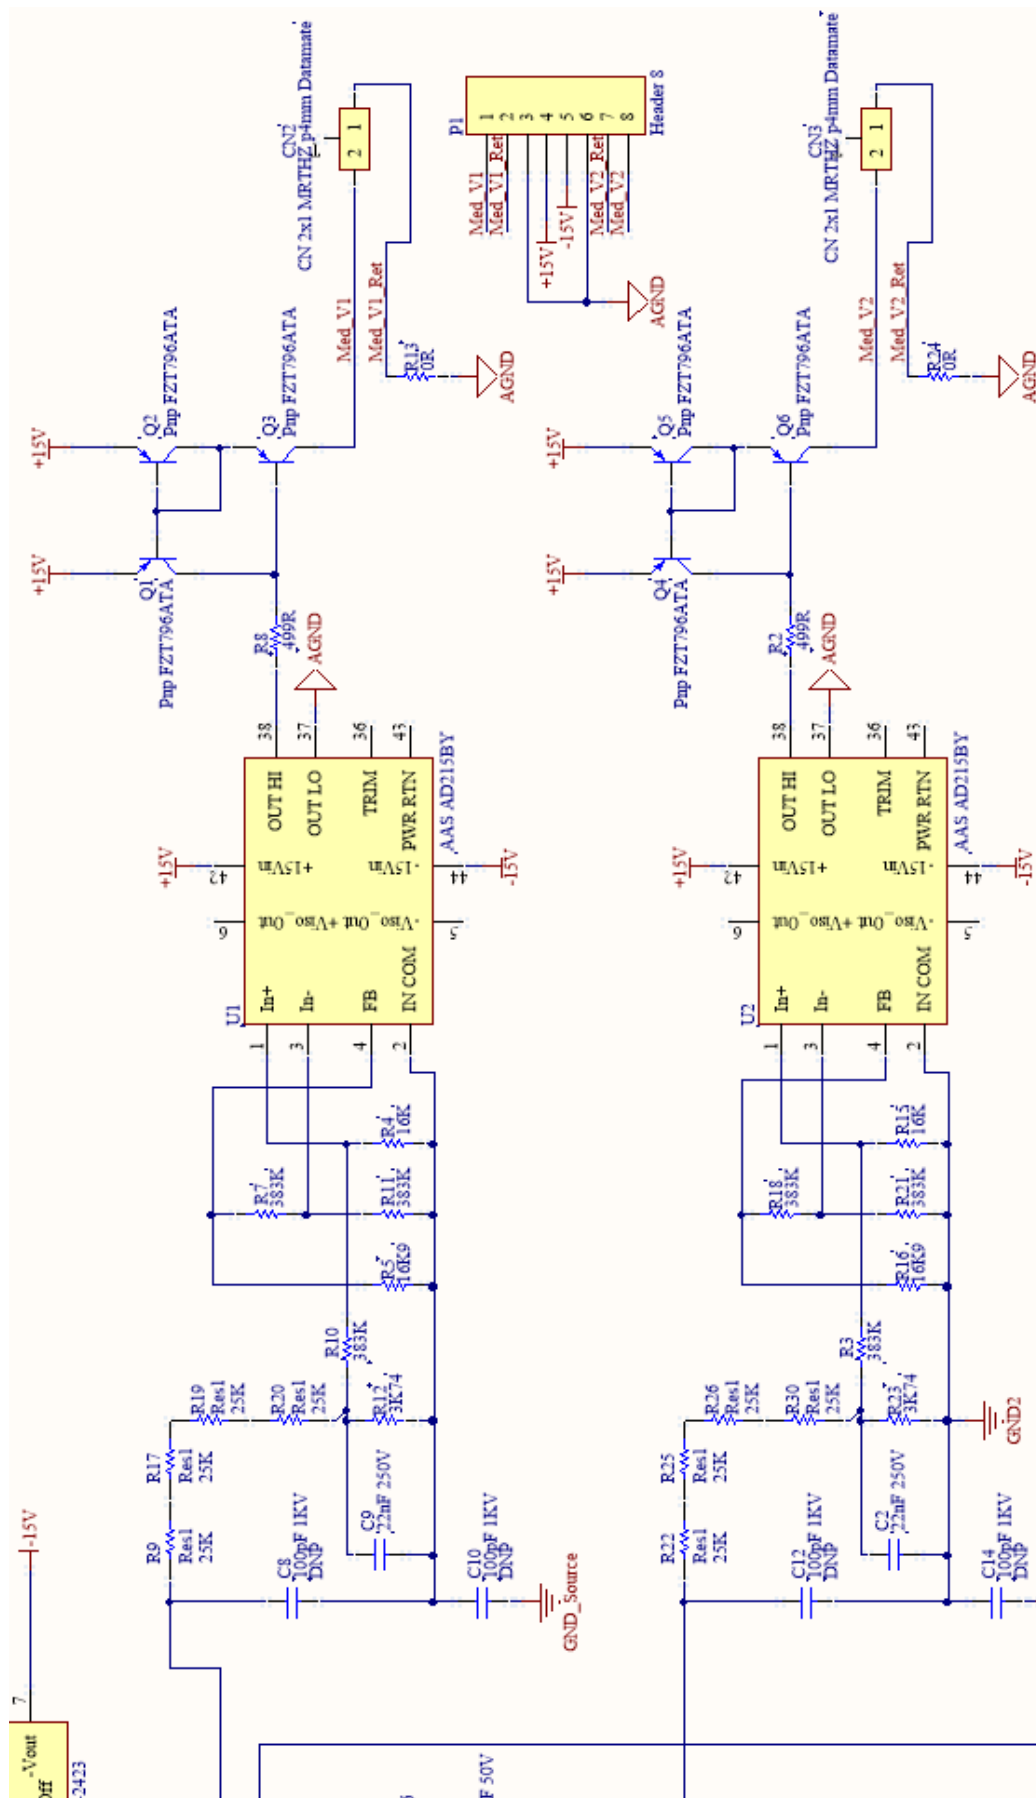 CN2
CN 2x1 MRTHZ p4mm Datamate
2 1
Med_V1
Med_V1_Ret
R13
0R
AGND
+15V
Q2
Pnp FZT796ATA
Q3
Pnp FZT796ATA
+15V
Q1
Pnp FZT796ATA
R8
499R
AGND
P1
1
2
3
4
5
6
7
8
Header 8
Med_V1
Med_V1_Ret
+15V
-15V
Med_V2_Ret
Med_V2
AGND
CN3
CN 2x1 MRTHZ p4mm Datamate
2 1
Med_V2
Med_V2_Ret
R24
0R
AGND
+15V
Q5
Pnp FZT796ATA
Q6
Pnp FZT796ATA
+15V
Q4
Pnp FZT796ATA
R2
499R
AGND
38
37
36
43
OUT HI
OUT LO
TRIM
PWR RTN
AAS AD215BY
+15V
42
+15Vin
-15Vin
44
-15V
6
+Viso_Out
-Viso_Out
5
U1
In+
In-
FB
IN COM
1
3
4
2
R4
16K
R7
383K
R11
383K
R5
16K9
R10
383K
R19
Res1
25K
R20
Res1
25K
R12
3K74
R17
Res1
25K
R9
Res1
25K
C9
22nF 250V
C8
100pF 1KV
DNP
C10
100pF 1KV
DNP
GND_Source
38
37
36
43
OUT HI
OUT LO
TRIM
PWR RTN
AAS AD215BY
+15V
42
+15Vin
-15Vin
44
-15V
6
+Viso_Out
-Viso_Out
5
U2
In+
In-
FB
IN COM
1
3
4
2
R15
16K
R18
383K
R21
383K
R16
16K9
R3
383K
R26
Res1
25K
R30
Res1
25K
R23
3K74
GND2
R25
Res1
25K
R22
Res1
25K
C2
22nF 250V
C12
100pF 1KV
DNP
C14
100pF 1KV
DNP
-15V
7
-Vout
Off
-2423
F 50V